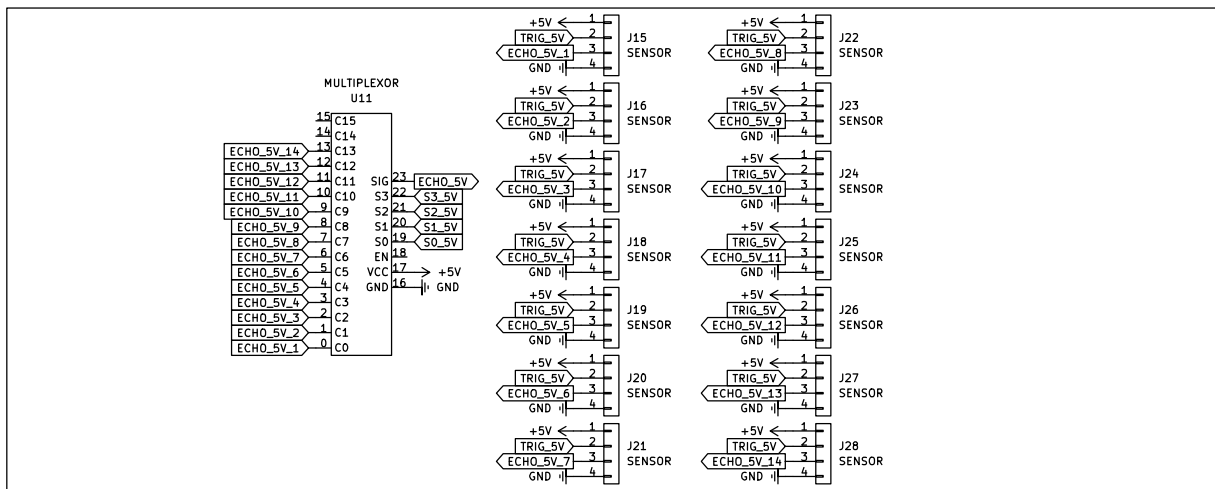 MULTIPLEXOR
U11
15 C15
14 C14
ECHO_5V_14 13 C13
ECHO_5V_13 12 C12
ECHO_5V_12 11 C11 SIG 23 ECHO_5V
ECHO_5V_11 10 C10 S3 22 S3_5V
ECHO_5V_10 9 C9 S2 21 S2_5V
ECHO_5V_9 8 C8 S1 20 S1_5V
ECHO_5V_8 7 C7 S0 19 S0_5V
ECHO_5V_7 6 C6 EN 18
ECHO_5V_6 5 C5 VCC 17 +5V
ECHO_5V_5 4 C4 GND 16 GND
ECHO_5V_4 3 C3
ECHO_5V_3 2 C2
ECHO_5V_2 1 C1
ECHO_5V_1 0 C0
+5V 1
TRIG_5V 2 J15
ECHO_5V_1 3 SENSOR
GND 4
+5V 1
TRIG_5V 2 J16
ECHO_5V_2 3 SENSOR
GND 4
+5V 1
TRIG_5V 2 J17
ECHO_5V_3 3 SENSOR
GND 4
+5V 1
TRIG_5V 2 J18
ECHO_5V_4 3 SENSOR
GND 4
+5V 1
TRIG_5V 2 J19
ECHO_5V_5 3 SENSOR
GND 4
+5V 1
TRIG_5V 2 J20
ECHO_5V_6 3 SENSOR
GND 4
+5V 1
TRIG_5V 2 J21
ECHO_5V_7 3 SENSOR
GND 4
+5V 1
TRIG_5V 2 J22
ECHO_5V_8 3 SENSOR
GND 4
+5V 1
TRIG_5V 2 J23
ECHO_5V_9 3 SENSOR
GND 4
+5V 1
TRIG_5V 2 J24
ECHO_5V_10 3 SENSOR
GND 4
+5V 1
TRIG_5V 2 J25
ECHO_5V_11 3 SENSOR
GND 4
+5V 1
TRIG_5V 2 J26
ECHO_5V_12 3 SENSOR
GND 4
+5V 1
TRIG_5V 2 J27
ECHO_5V_13 3 SENSOR
GND 4
+5V 1
TRIG_5V 2 J28
ECHO_5V_14 3 SENSOR
GND 4